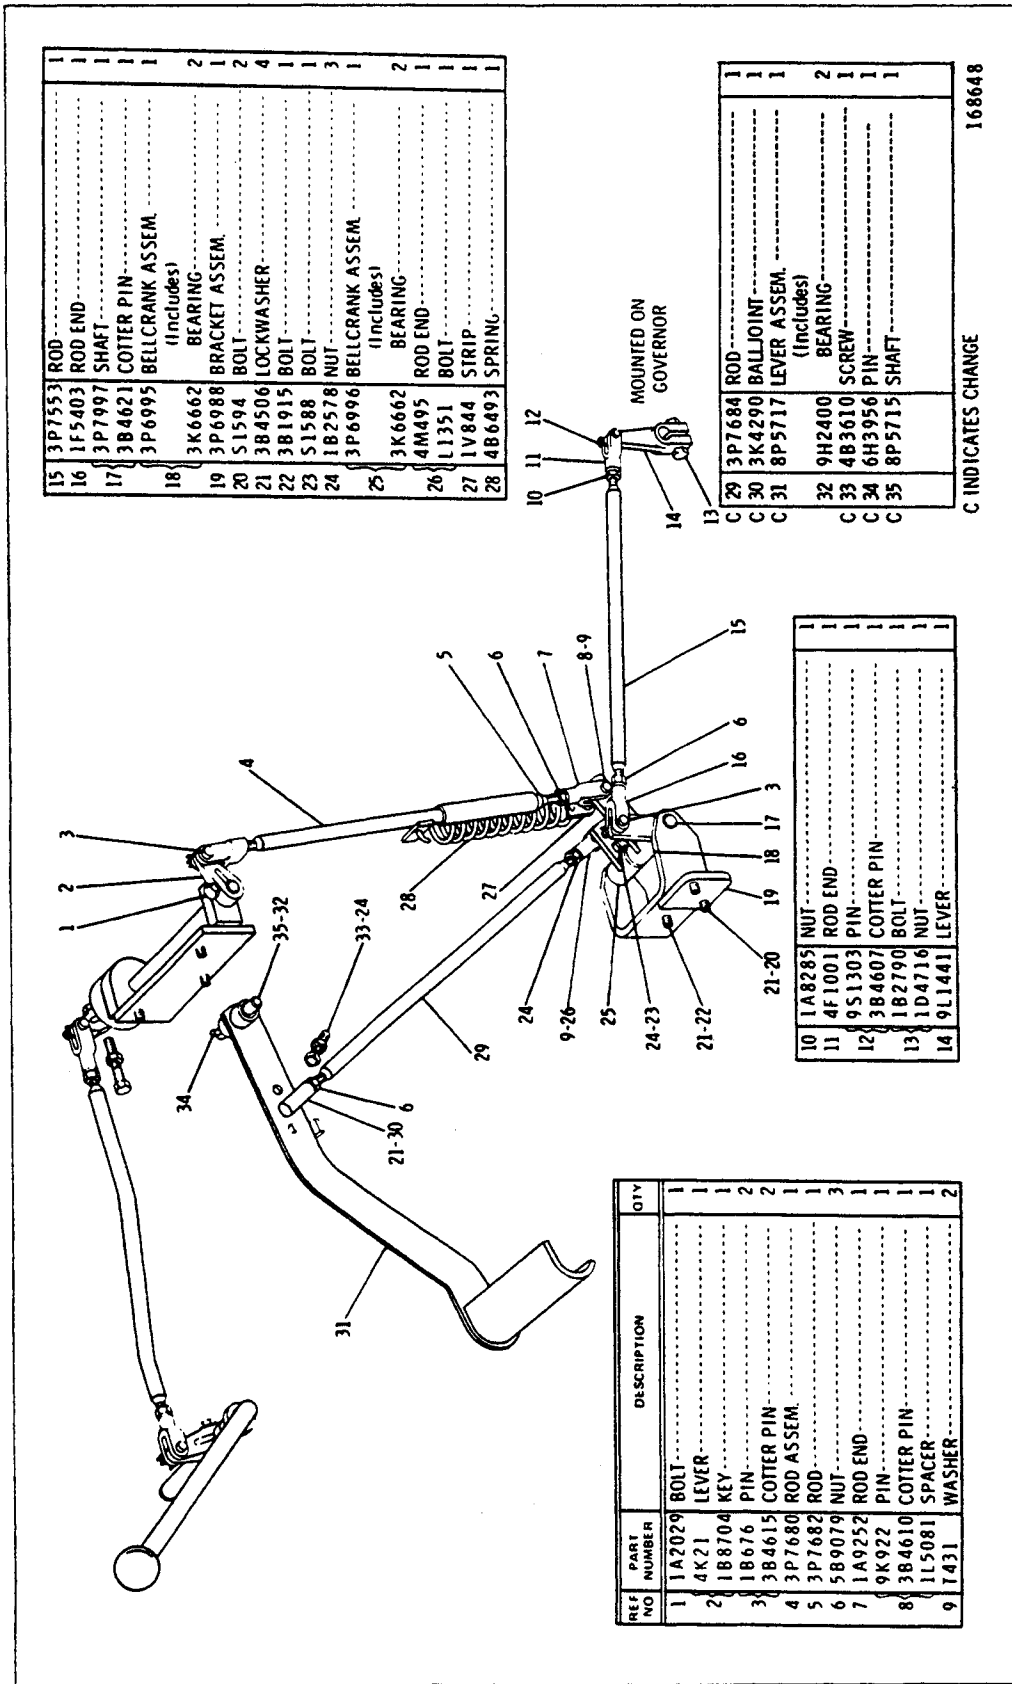 REF NO PART NUMBER DESCRIPTION QTY
1 1A2029 BOLT 1
2 4K21 LEVER 1
1B8704 KEY 1
3 1B676 PIN 2
3B4615 COTTER PIN 2
4 3P7680 ROD ASSEM. 1
5 3P7682 ROD 1
6 5B9079 NUT 3
7 1A9252 ROD END 1
8 9K922 PIN 1
3B4610 COTTER PIN 1
1L5081 SPACER 1
9 1T431 WASHER 2
10 1A8285 NUT 1
11 4F1001 ROD END 1
12 9S1303 PIN 1
3B4607 COTTER PIN 1
13 1B2790 BOLT 1
1D4716 NUT 1
14 9L1441 LEVER 1
15 3P7553 ROD 1
16 1F5403 ROD END 1
17 3P7997 SHAFT 1
3B4621 COTTER PIN 1
18 3P6995 BELLCRANK ASSEM. 1
(Includes)
3K6662 BEARING 2
19 3P6988 BRACKET ASSEM. 1
20 S1594 BOLT 2
21 3B4506 LOCKWASHER 4
22 3B1915 BOLT 1
23 S1588 BOLT 1
24 1B2578 NUT 3
25 3P6996 BELLCRANK ASSEM. 1
(Includes)
3K6662 BEARING 2
26 4M495 ROD END 1
L1351 BOLT 1
27 1V844 STRIP 1
28 4B6493 SPRING 1
C 29 3P7684 ROD 1
C 30 3K4290 BALLJOINT 1
C 31 8P5717 LEVER ASSEM. 1
(Includes)
32 9H2400 BEARING 2
C 33 4B3610 SCREW 1
C 34 6H3956 PIN 1
C 35 8P5715 SHAFT 1
C INDICATES CHANGE
168648
MOUNTED ON
GOVERNOR
1
2
3
4
5
6
7
8-9
10
11
12
13
14
15
6
16
3
17
18
19
21-20
21-22
24-23
25
9-26
24
27
28
29
33-24
35-32
34
6
21-30
31